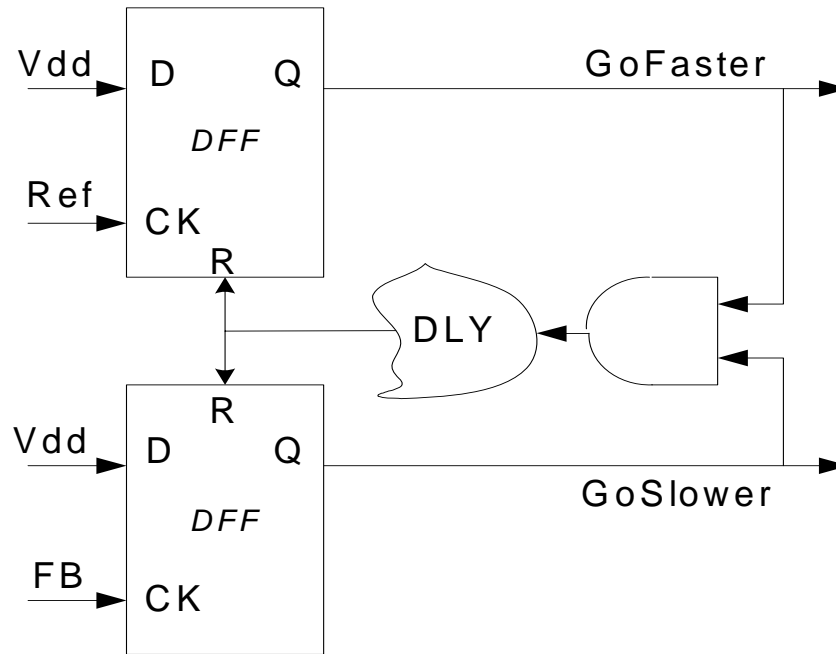 Vdd
D
Q
GoFaster
DFF
Ref
CK
R
DLY
R
Vdd
D
Q
GoSlower
DFF
FB
CK